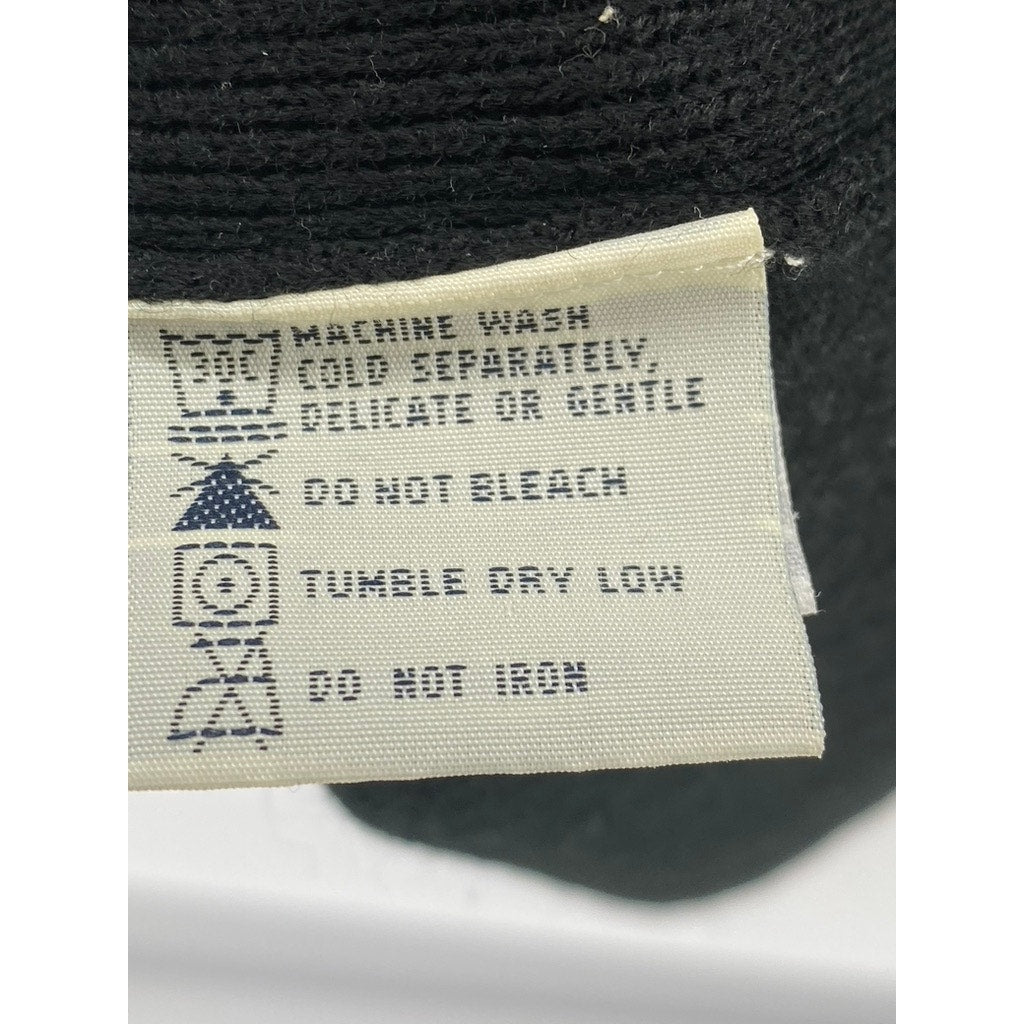 30C
MACHINE WASH
COLD SEPARATELY,
DELICATE OR GENTLE
DO NOT BLEACH
TUMBLE DRY LOW
DO NOT IRON